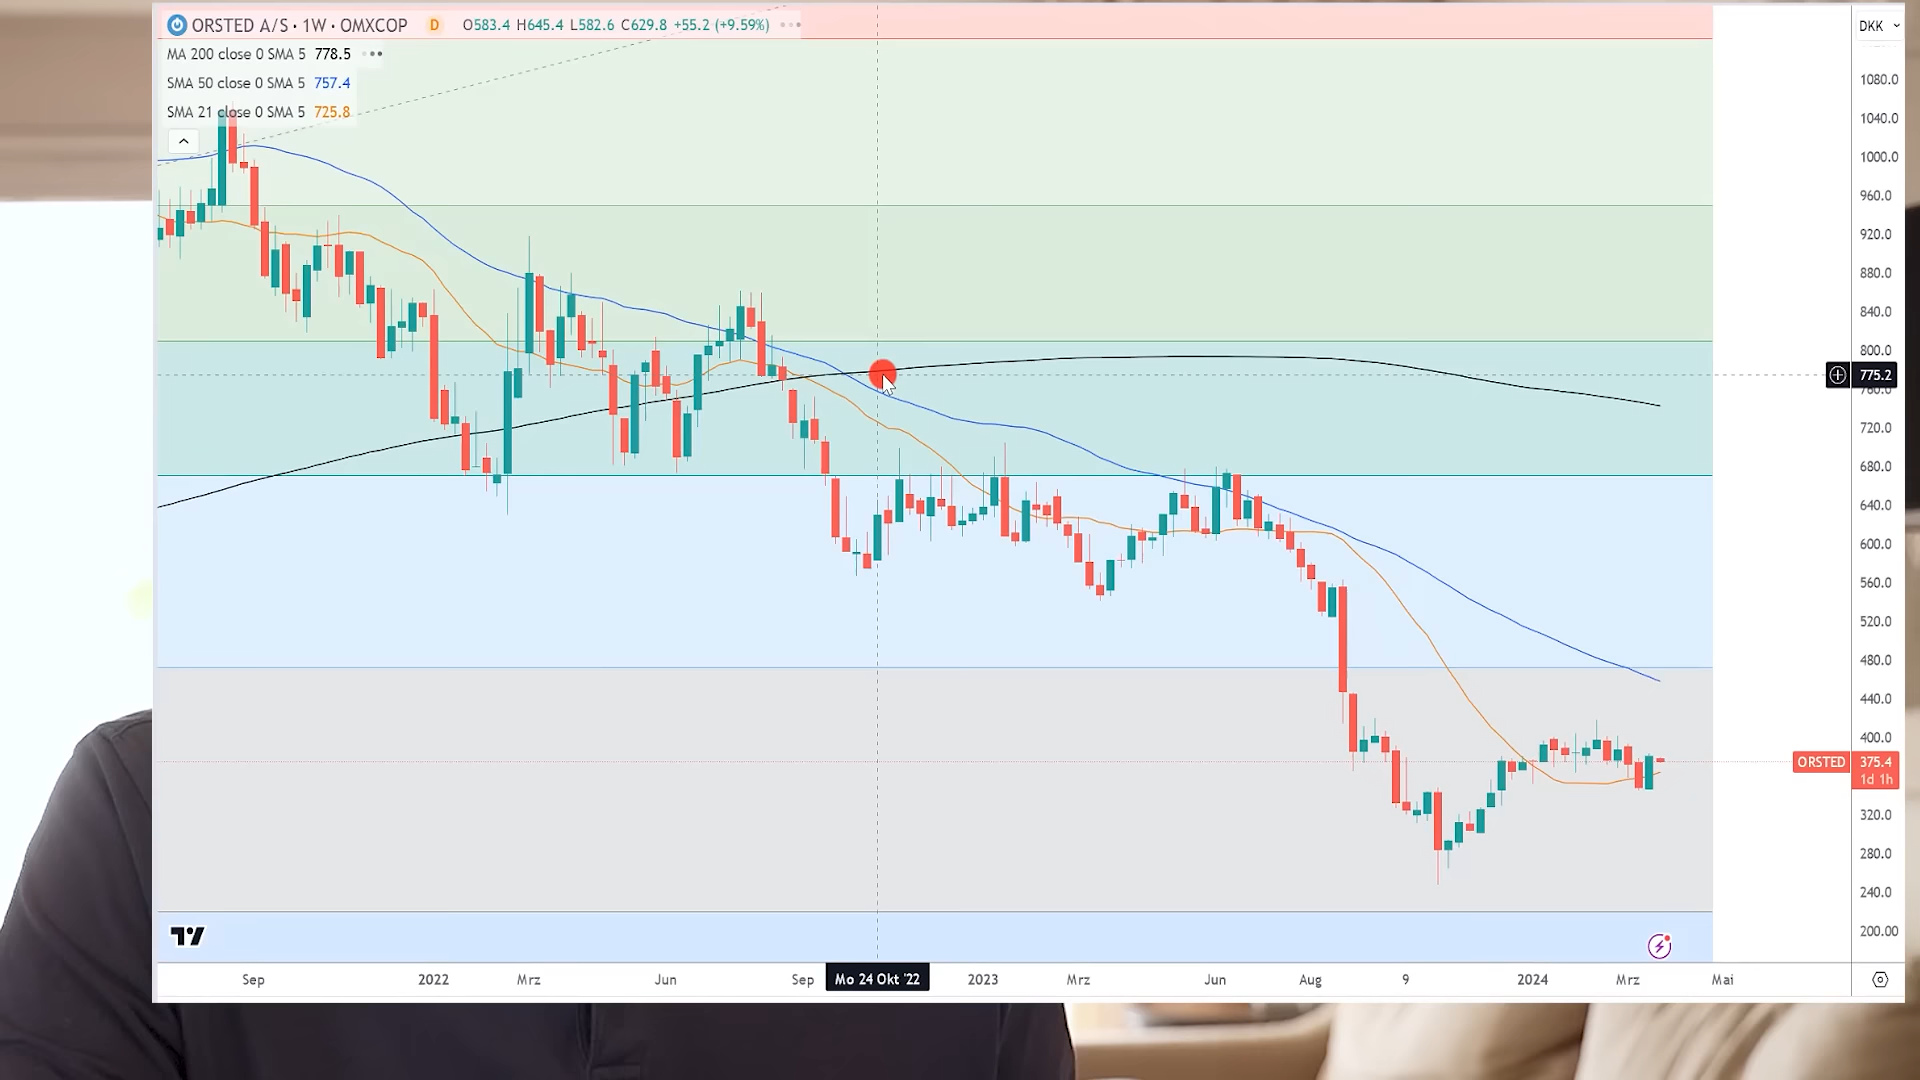 ORSTED A/S · 1W · OMXCOP D O583.4 H645.4 L582.6 C629.8 +55.2 (+9.59%)
MA 200 close 0 SMA 5 778.5
SMA 50 close 0 SMA 5 757.4
SMA 21 close 0 SMA 5 725.8
DKK
1080.0
1040.0
1000.0
960.0
920.0
880.0
840.0
800.0
775.2
720.0
680.0
640.0
600.0
560.0
520.0
480.0
440.0
400.0
ORSTED 375.4
1d 1h
320.0
280.0
240.0
200.00
Sep 2022 Mrz Jun Sep Mo 24 Okt '22 2023 Mrz Jun Aug 9 2024 Mrz Mai